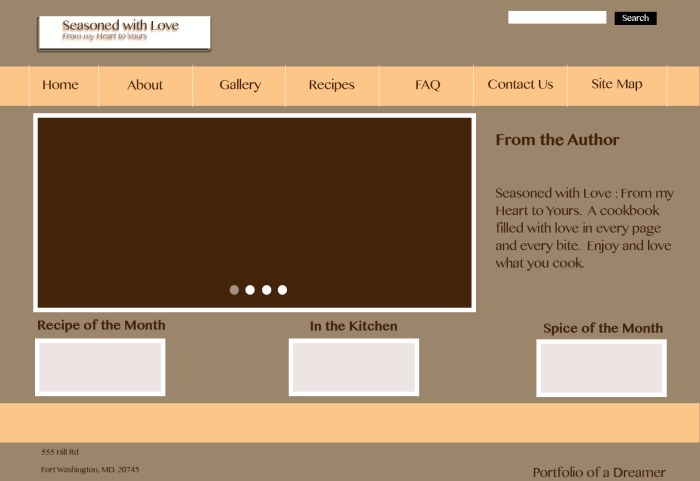 Seasoned with Love
From my Heart to Yours
Search
Home About Gallery Recipes FAQ Contact Us Site Map
From the Author
Seasoned with Love : From my
Heart to Yours. A cookbook
filled with love in every page
and every bite. Enjoy and love
what you cook.
Recipe of the Month In the Kitchen Spice of the Month
555 Hill Rd
Fort Washington, MD. 20745
Portfolio of a Dreamer